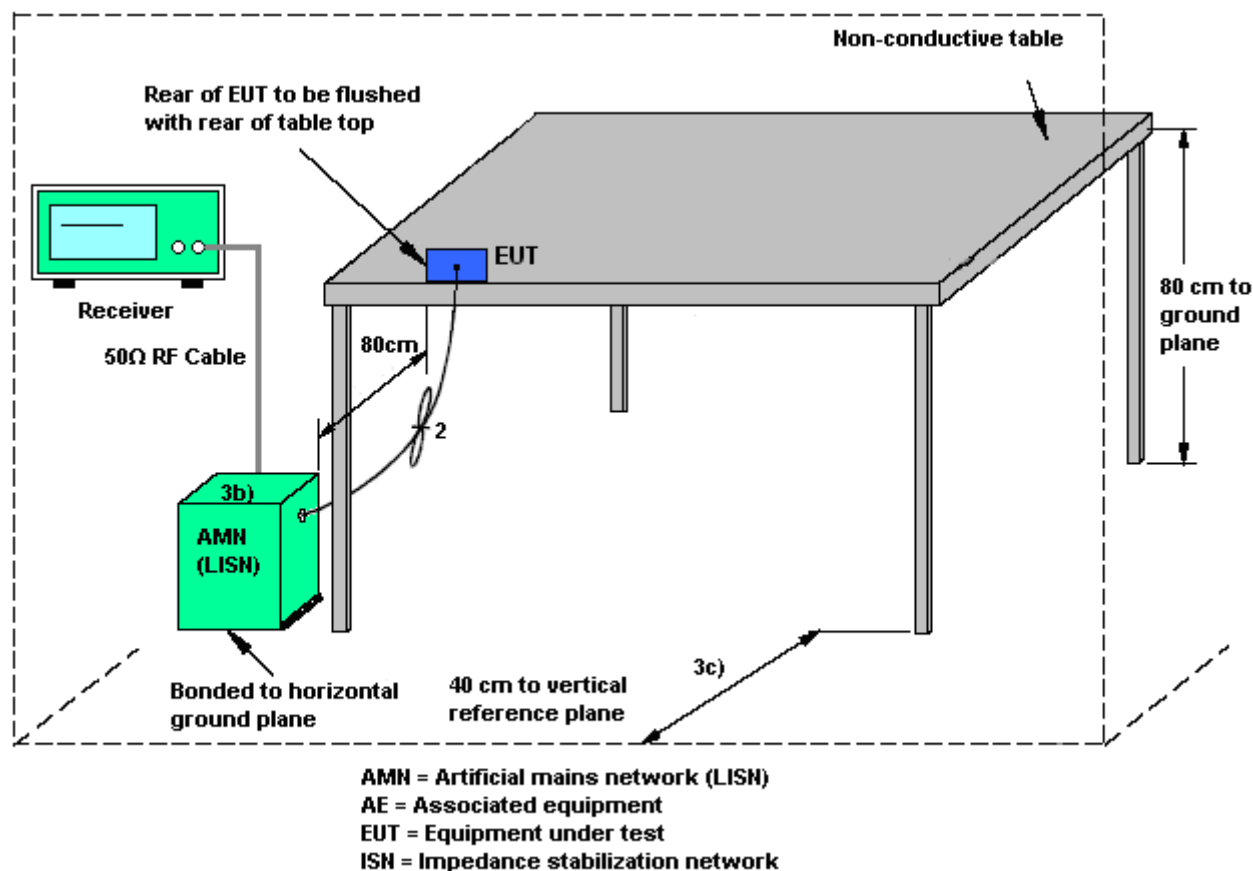 Non-conductive table
Rear of EUT to be flushed
with rear of table top
EUT
Receiver
80 cm to
ground
plane
50Ω RF Cable
80cm
2
3b)
AMN
(LISN)
3c)
Bonded to horizontal
ground plane
40 cm to vertical
reference plane
AMN = Artificial mains network (LISN)
AE = Associated equipment
EUT = Equipment under test
ISN = Impedance stabilization network